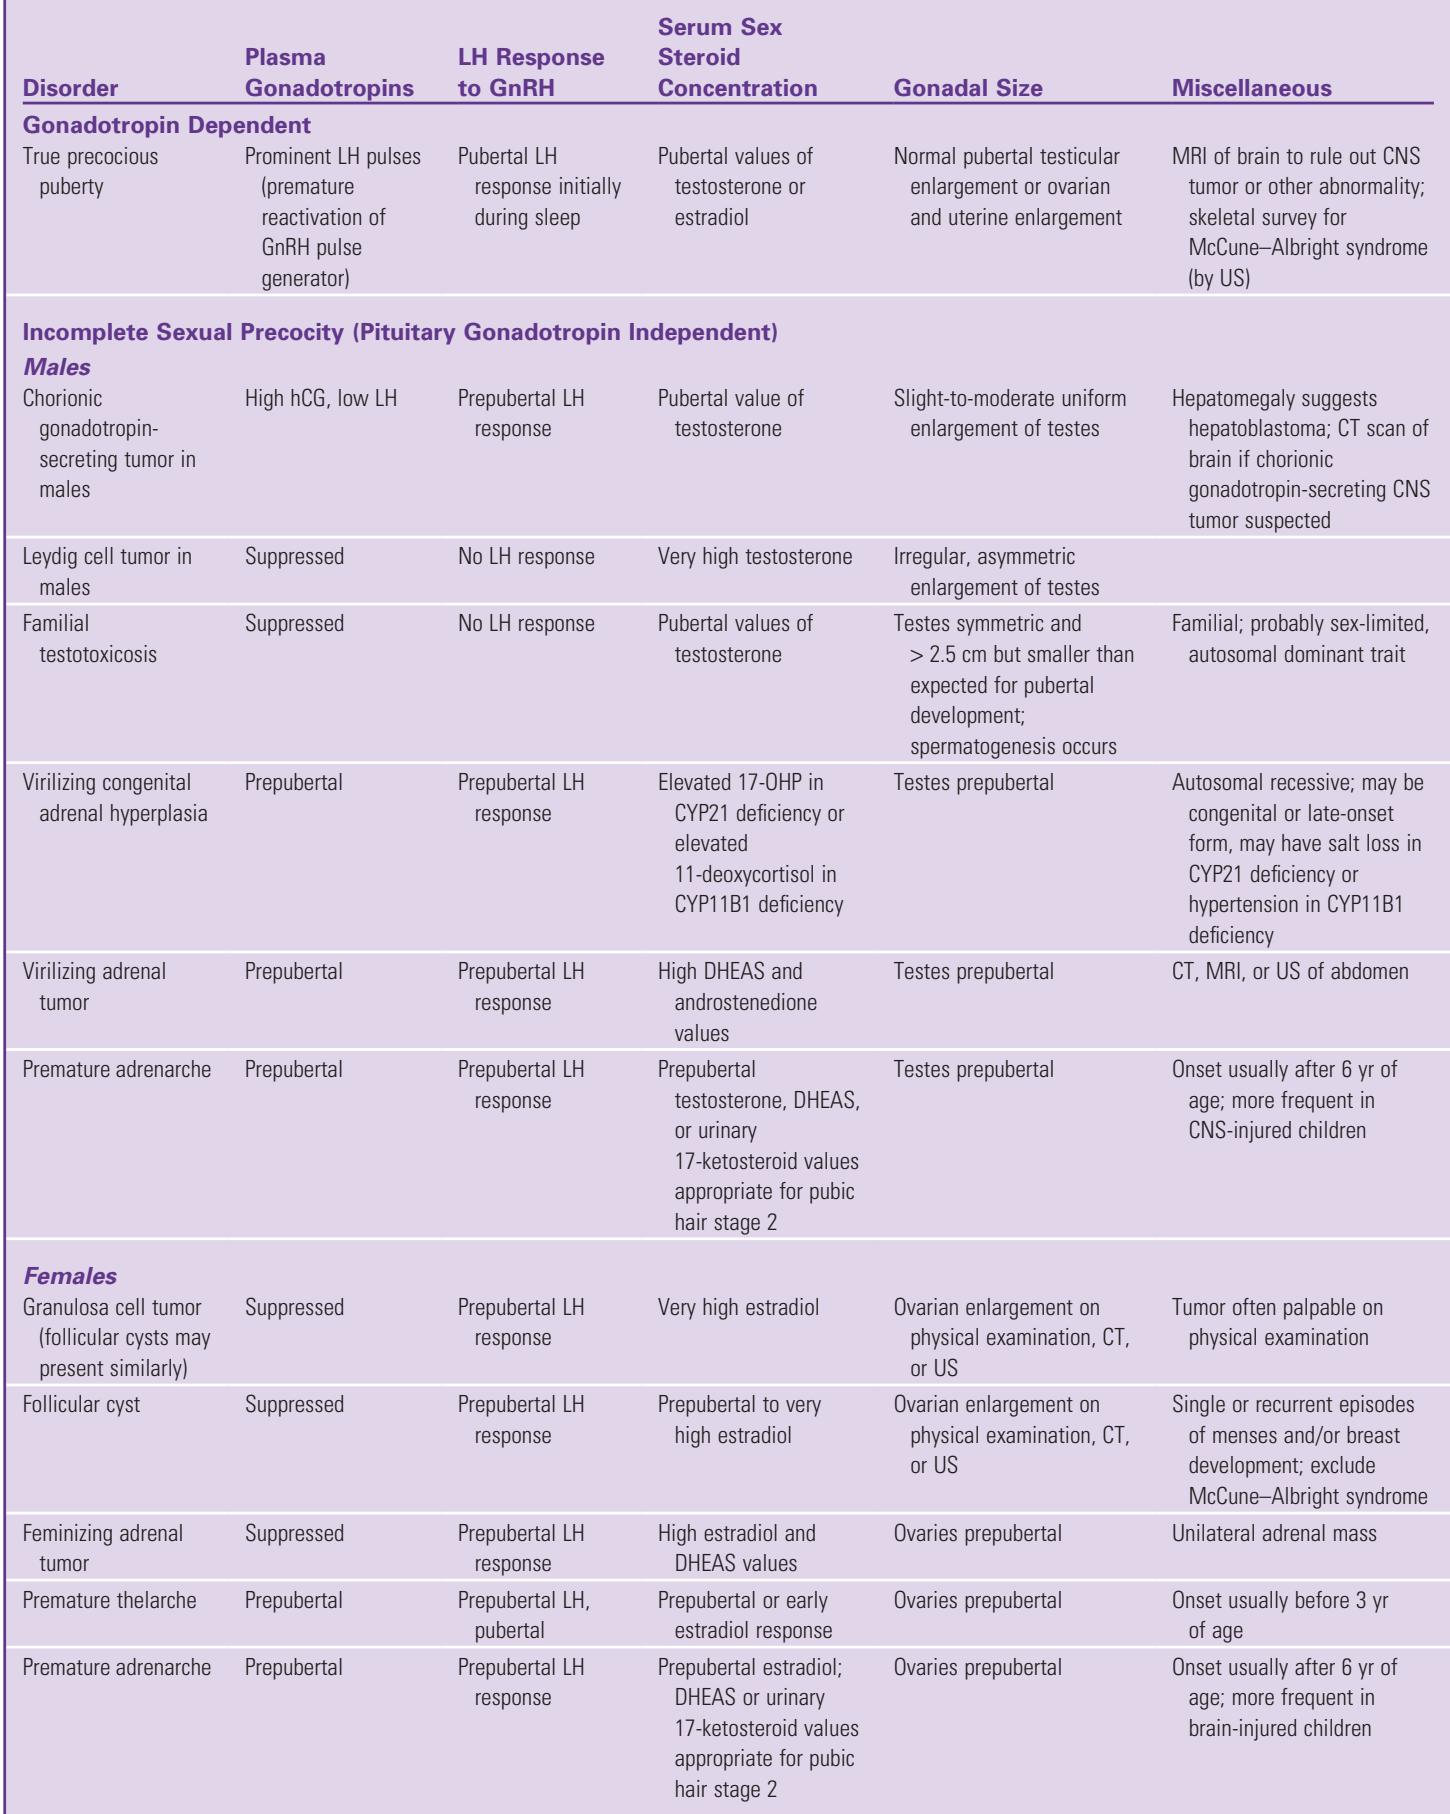 Disorder
Plasma
Gonadotropins
LH Response
to GnRH
Serum Sex
Steroid
Concentration
Gonadal Size
Miscellaneous
Gonadotropin Dependent
True precocious
puberty
Prominent LH pulses
(premature
reactivation of
GnRH pulse
generator)
Pubertal LH
response initially
during sleep
Pubertal values of
testosterone or
estradiol
Normal pubertal testicular
enlargement or ovarian
and uterine enlargement
MRI of brain to rule out CNS
tumor or other abnormality;
skeletal survey for
McCune–Albright syndrome
(by US)
Incomplete Sexual Precocity (Pituitary Gonadotropin Independent)
Males
Chorionic
gonadotropin-
secreting tumor in
males
High hCG, low LH
Prepubertal LH
response
Pubertal value of
testosterone
Slight-to-moderate uniform
enlargement of testes
Hepatomegaly suggests
hepatoblastoma; CT scan of
brain if chorionic
gonadotropin-secreting CNS
tumor suspected
Leydig cell tumor in
males
Suppressed
No LH response
Very high testosterone
Irregular, asymmetric
enlargement of testes
Familial
testotoxicosis
Suppressed
No LH response
Pubertal values of
testosterone
Testes symmetric and
> 2.5 cm but smaller than
expected for pubertal
development;
spermatogenesis occurs
Familial; probably sex-limited,
autosomal dominant trait
Virilizing congenital
adrenal hyperplasia
Prepubertal
Prepubertal LH
response
Elevated 17-OHP in
CYP21 deficiency or
elevated
11-deoxycortisol in
CYP11B1 deficiency
Testes prepubertal
Autosomal recessive; may be
congenital or late-onset
form, may have salt loss in
CYP21 deficiency or
hypertension in CYP11B1
deficiency
Virilizing adrenal
tumor
Prepubertal
Prepubertal LH
response
High DHEAS and
androstenedione
values
Testes prepubertal
CT, MRI, or US of abdomen
Premature adrenarche
Prepubertal
Prepubertal LH
response
Prepubertal
testosterone, DHEAS,
or urinary
17-ketosteroid values
appropriate for pubic
hair stage 2
Testes prepubertal
Onset usually after 6 yr of
age; more frequent in
CNS-injured children
Females
Granulosa cell tumor
(follicular cysts may
present similarly)
Suppressed
Prepubertal LH
response
Very high estradiol
Ovarian enlargement on
physical examination, CT,
or US
Tumor often palpable on
physical examination
Follicular cyst
Suppressed
Prepubertal LH
response
Prepubertal to very
high estradiol
Ovarian enlargement on
physical examination, CT,
or US
Single or recurrent episodes
of menses and/or breast
development; exclude
McCune–Albright syndrome
Feminizing adrenal
tumor
Suppressed
Prepubertal LH
response
High estradiol and
DHEAS values
Ovaries prepubertal
Unilateral adrenal mass
Premature thelarche
Prepubertal
Prepubertal LH,
pubertal
Prepubertal or early
estradiol response
Ovaries prepubertal
Onset usually before 3 yr
of age
Premature adrenarche
Prepubertal
Prepubertal LH
response
Prepubertal estradiol;
DHEAS or urinary
17-ketosteroid values
appropriate for pubic
hair stage 2
Ovaries prepubertal
Onset usually after 6 yr of
age; more frequent in
brain-injured children